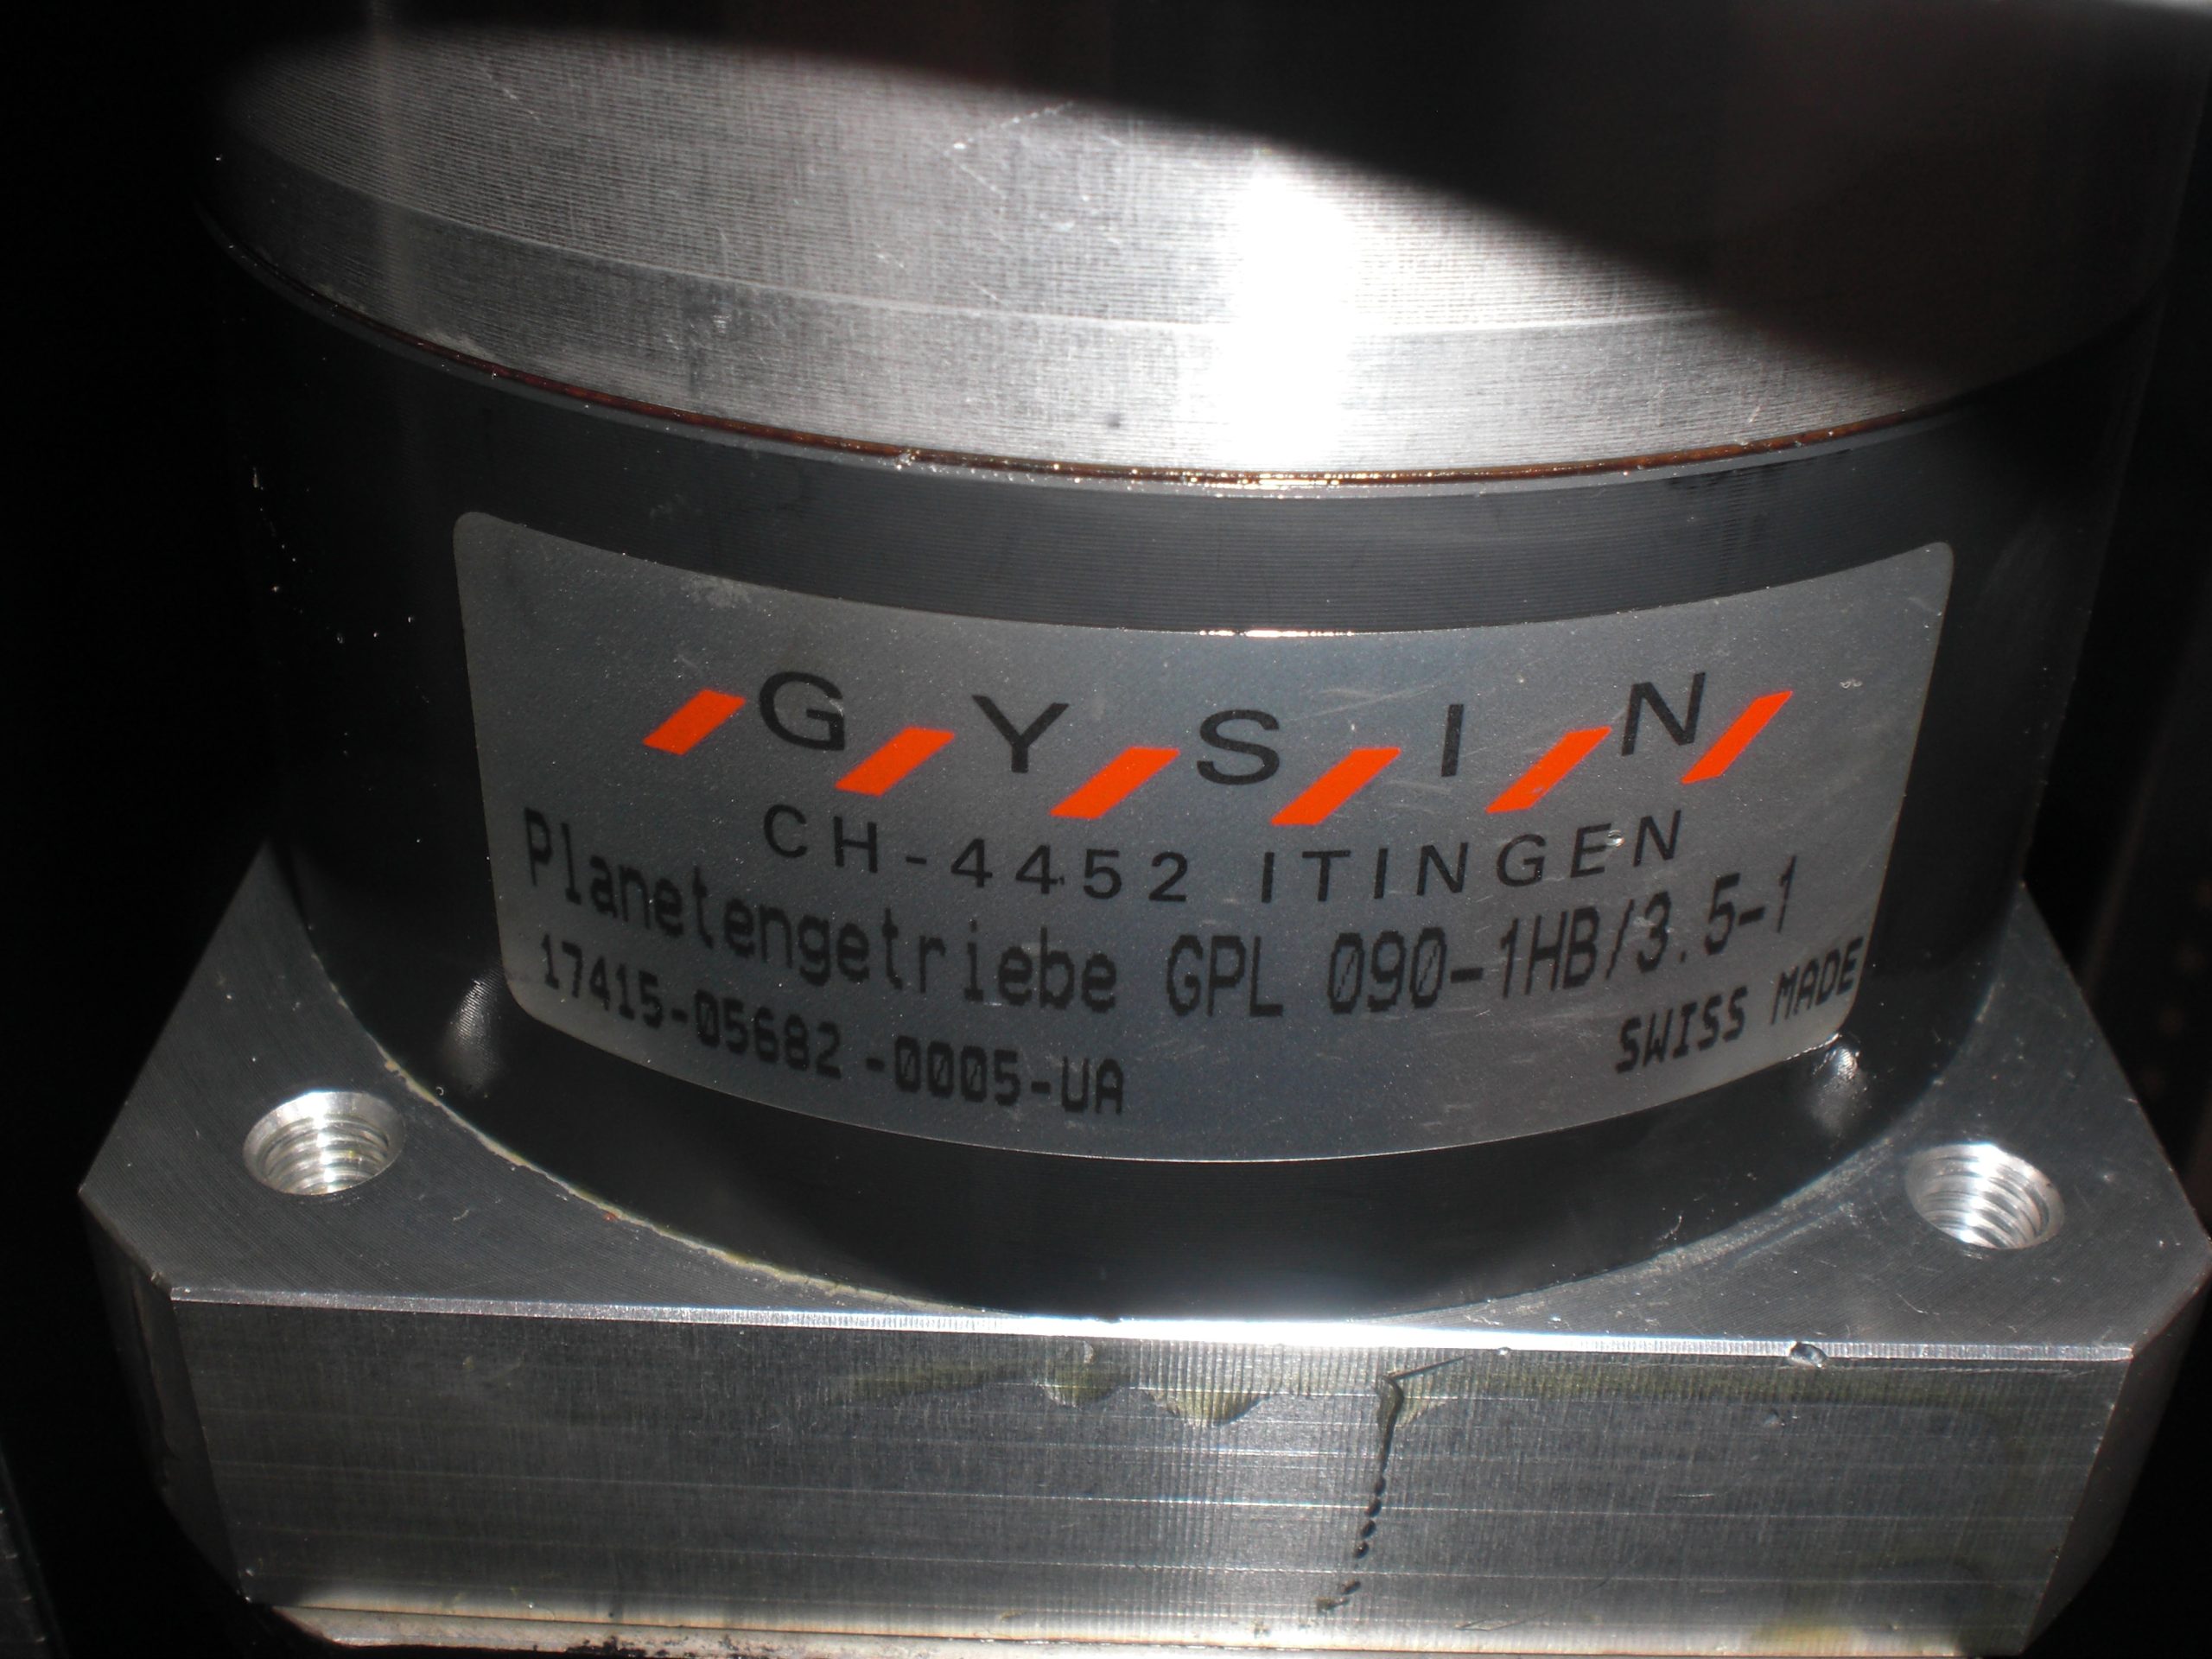 GYSIN
CH-4452 ITINGEN
Planetengetriebe GPL 090-1HB/3.5-1
17415-05682-0005-UA
SWISS MADE